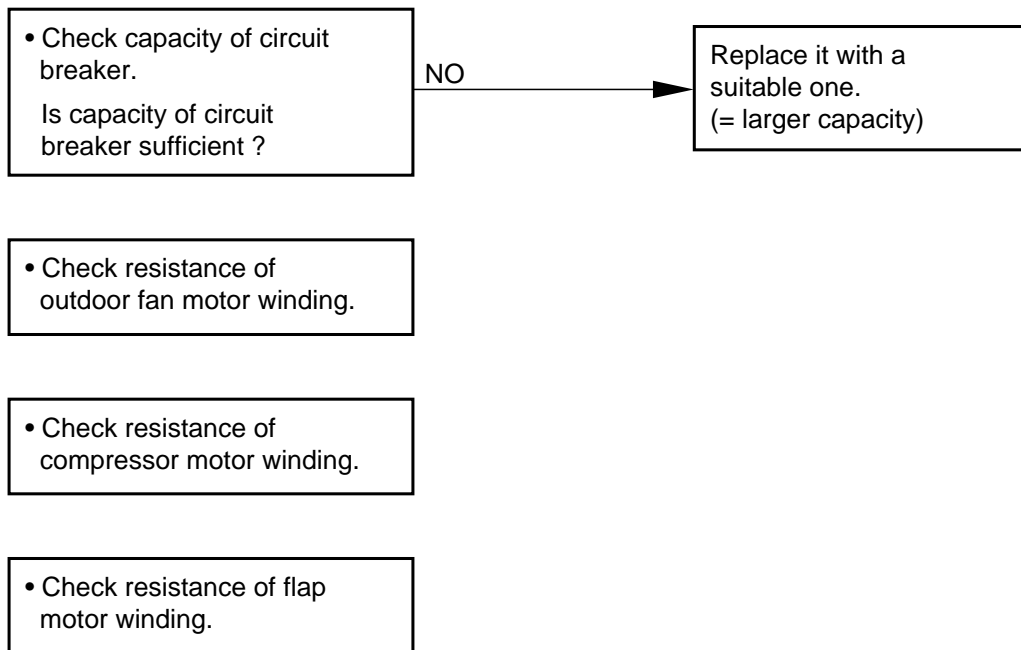 • Check capacity of circuit
breaker.
Is capacity of circuit
breaker sufficient ?
NO
Replace it with a
suitable one.
(= larger capacity)
• Check resistance of
outdoor fan motor winding.
• Check resistance of
compressor motor winding.
• Check resistance of flap
motor winding.